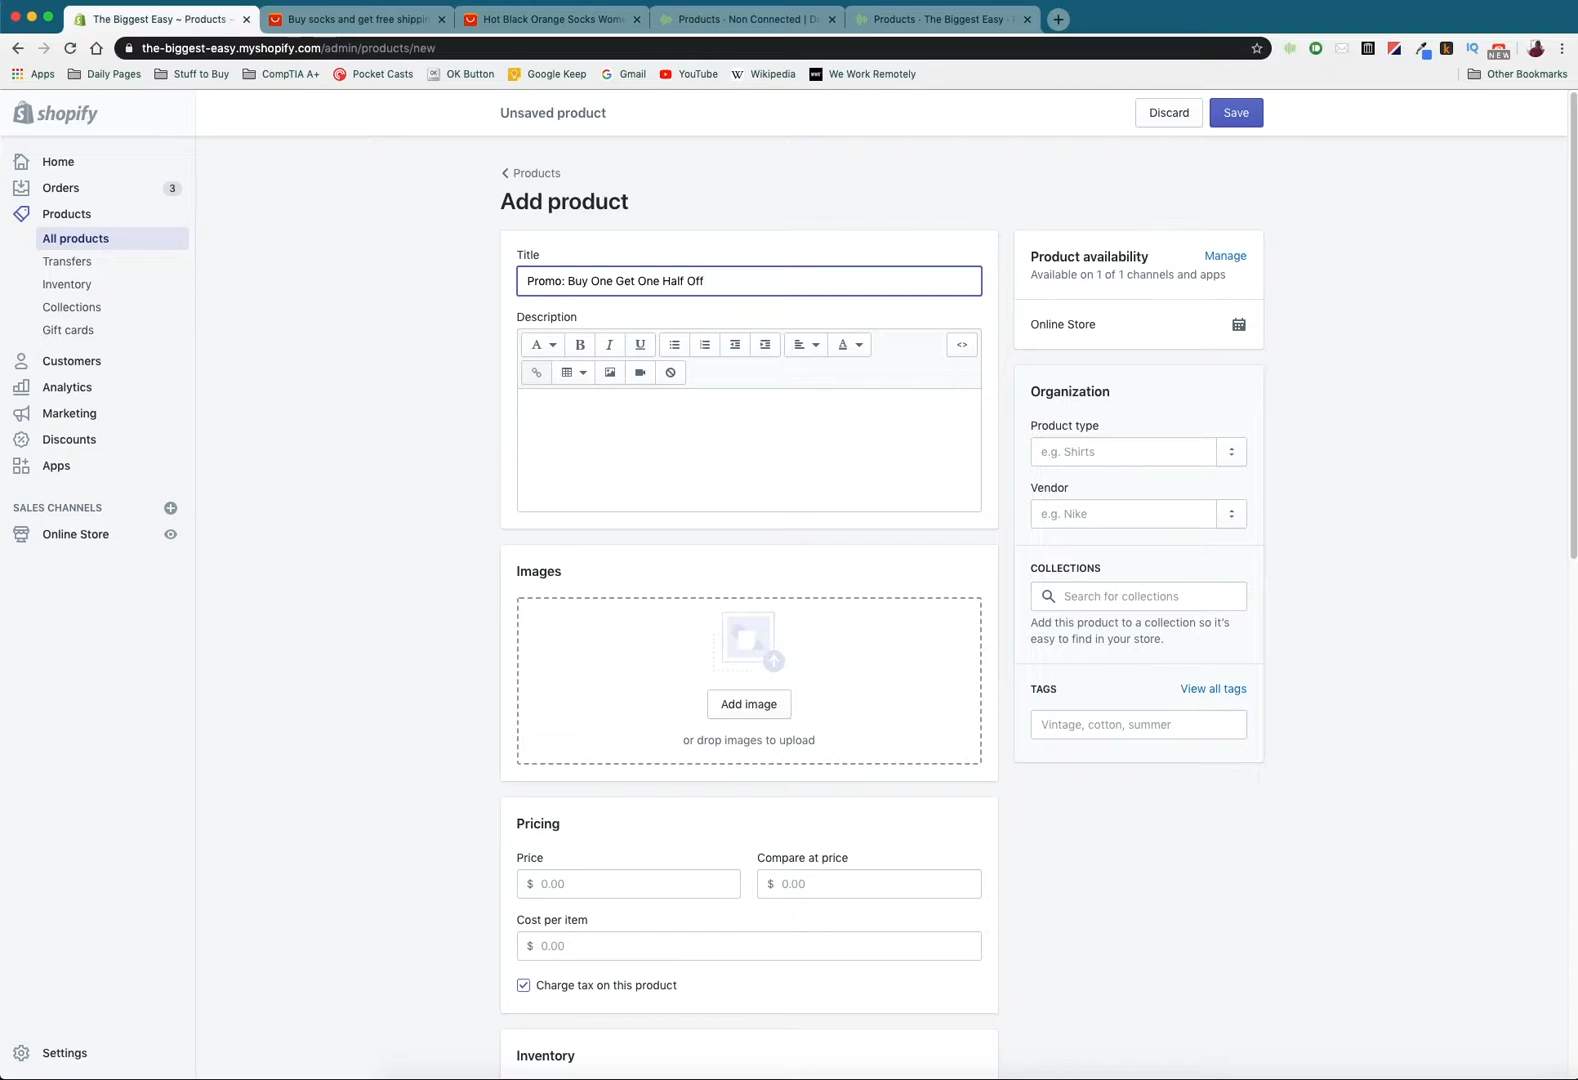 The Biggest Easy ~ Products ~
Buy socks and get free shippin
Hot Black Orange Socks Wom
Products · Non Connected | D
Products · The Biggest Easy ·
the-biggest-easy.myshopify.com/admin/products/new
NEW
Apps
Daily Pages
Stuff to Buy
CompTIA A+
Pocket Casts
OK Button
Google Keep
Gmail
YouTube
Wikipedia
We Work Remotely
Other Bookmarks
shopify
Unsaved product
Discard
Save
Home
Orders
3
Products
All products
Transfers
Inventory
Collections
Gift cards
Customers
Analytics
Marketing
Discounts
Apps
SALES CHANNELS
Online Store
Settings
Products
Add product
Title
Promo: Buy One Get One Half Off
Description
A
B
I
U
A
<>
Images
Add image
or drop images to upload
Pricing
Price
Compare at price
$ 0.00
$ 0.00
Cost per item
$ 0.00
Charge tax on this product
Inventory
Product availability
Manage
Available on 1 of 1 channels and apps
Online Store
Organization
Product type
e.g. Shirts
Vendor
e.g. Nike
COLLECTIONS
Search for collections
Add this product to a collection so it's
easy to find in your store.
TAGS
View all tags
Vintage, cotton, summer